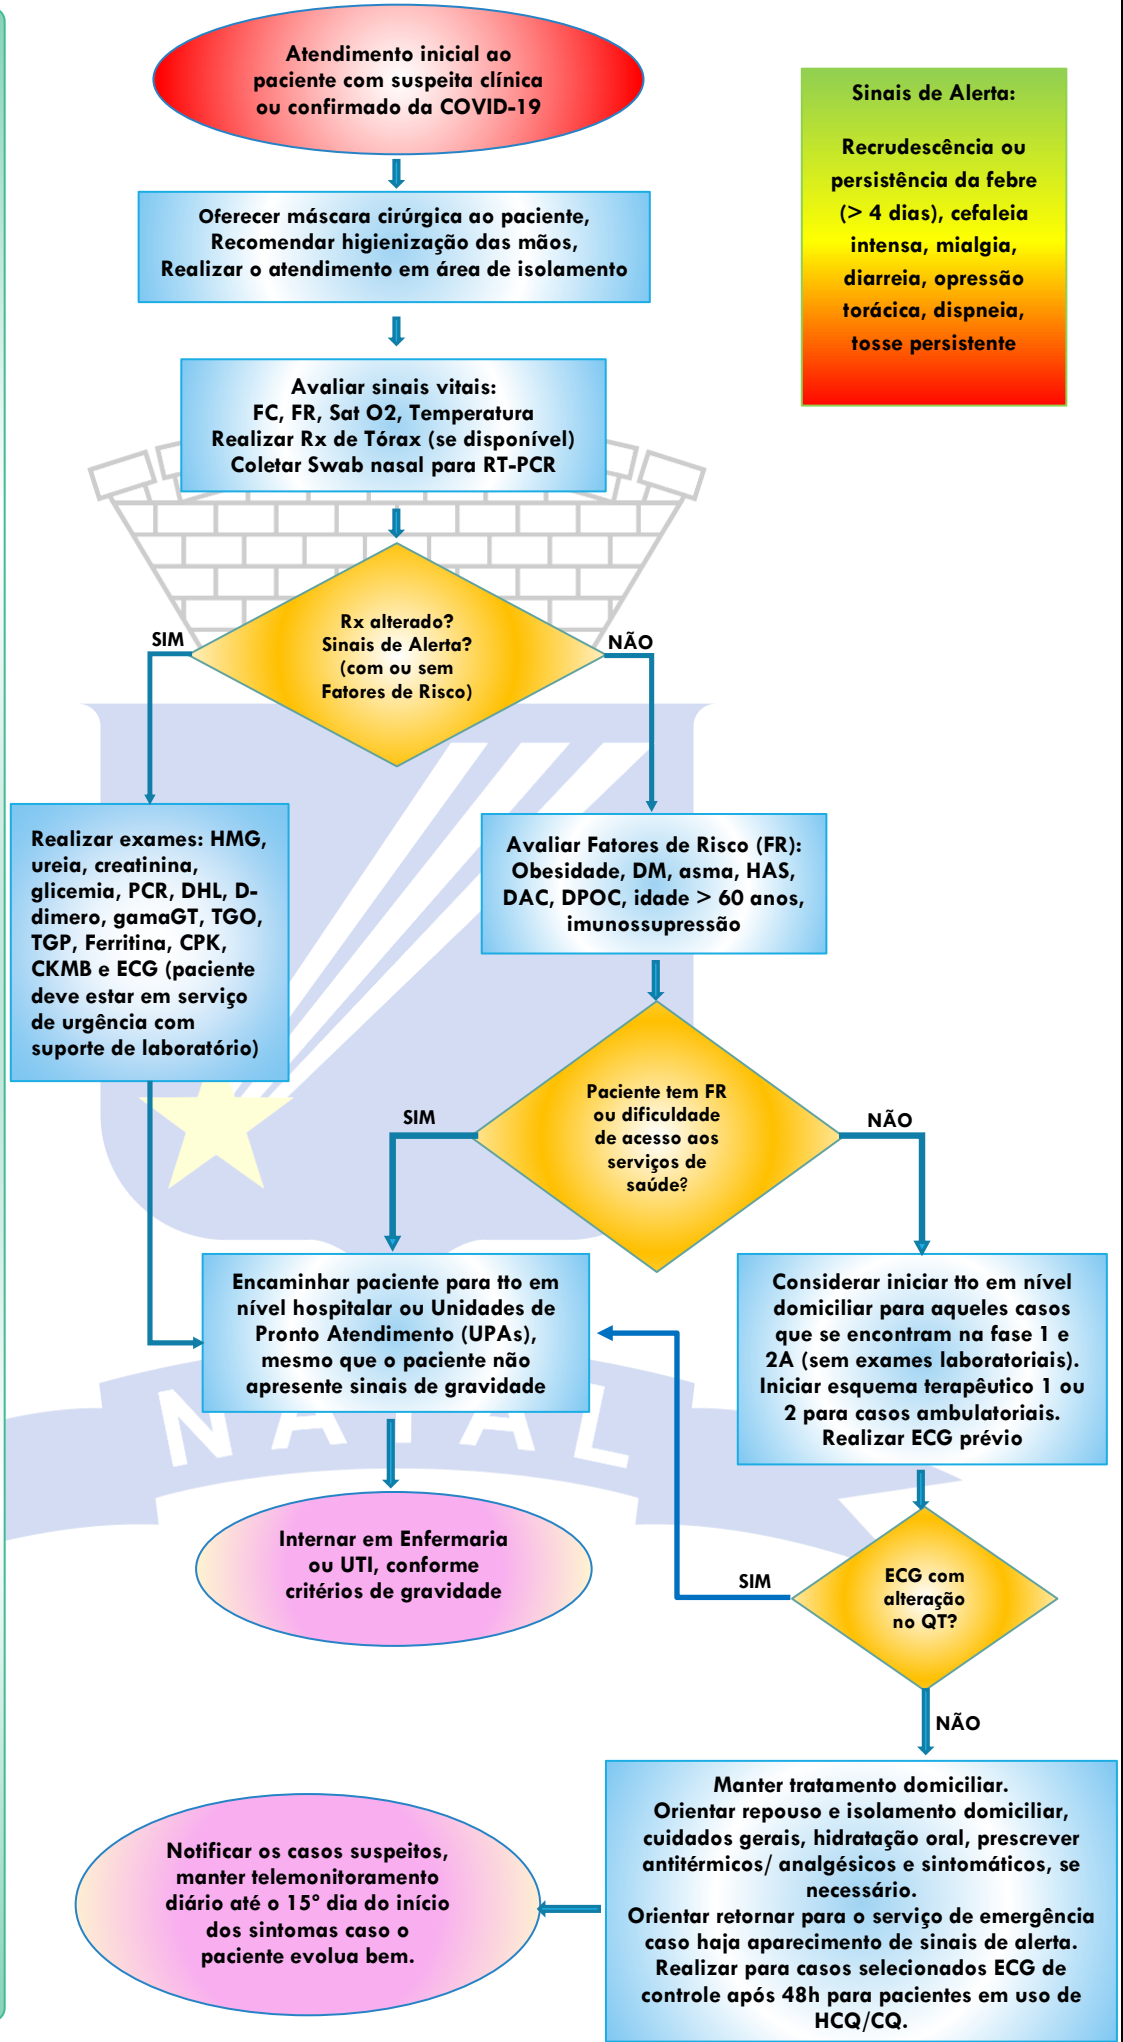 Atendimento inicial ao
paciente com suspeita clínica
ou confirmado da COVID-19
Sinais de Alerta:
Recrudescência ou
persistência da febre
(> 4 dias), cefaleia
intensa, mialgia,
diarreia, opressão
torácica, dispneia,
tosse persistente
Oferecer máscara cirúrgica ao paciente,
Recomendar higienização das mãos,
Realizar o atendimento em área de isolamento
Avaliar sinais vitais:
FC, FR, Sat O2, Temperatura
Realizar Rx de Tórax (se disponível)
Coletar Swab nasal para RT-PCR
Rx alterado?
Sinais de Alerta?
(com ou sem
Fatores de Risco)
SIM
NÃO
Realizar exames: HMG,
ureia, creatinina,
glicemia, PCR, DHL, D-
dimero, gamaGT, TGO,
TGP, Ferritina, CPK,
CKMB e ECG (paciente
deve estar em serviço
de urgência com
suporte de laboratório)
Avaliar Fatores de Risco (FR):
Obesidade, DM, asma, HAS,
DAC, DPOC, idade > 60 anos,
imunossupressão
Paciente tem FR
ou dificuldade
de acesso aos
serviços de
saúde?
SIM
NÃO
Encaminhar paciente para tto em
nível hospitalar ou Unidades de
Pronto Atendimento (UPAs),
mesmo que o paciente não
apresente sinais de gravidade
Considerar iniciar tto em nível
domiciliar para aqueles casos
que se encontram na fase 1 e
2A (sem exames laboratoriais).
Iniciar esquema terapêutico 1 ou
2 para casos ambulatoriais.
Realizar ECG prévio
NATAL
Internar em Enfermaria
ou UTI, conforme
critérios de gravidade
ECG com
alteração
no QT?
SIM
NÃO
Manter tratamento domiciliar.
Orientar repouso e isolamento domiciliar,
cuidados gerais, hidratação oral, prescrever
antitérmicos/ analgésicos e sintomáticos, se
necessário.
Orientar retornar para o serviço de emergência
caso haja aparecimento de sinais de alerta.
Realizar para casos selecionados ECG de
controle após 48h para pacientes em uso de
HCQ/CQ.
Notificar os casos suspeitos,
manter telemonitoramento
diário até o 15º dia do início
dos sintomas caso o
paciente evolua bem.